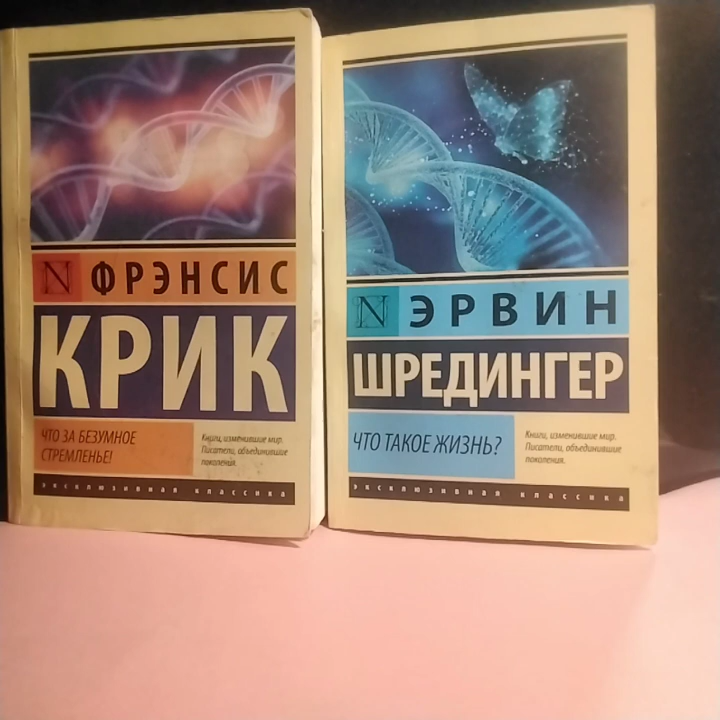 ФРЭНСИС
КРИК
ЧТО ЗА БЕЗУМНОЕ
СТРЕМЛЕНЬЕ!
Книги, изменившие мир.
Писатели, объединившие
поколения.
эксклюзивная классика
ЭРВИН
ШРЕДИНГЕР
ЧТО ТАКОЕ ЖИЗНЬ?
Книги, изменившие мир.
Писатели, объединившие
поколения.
эксклюзивная классика